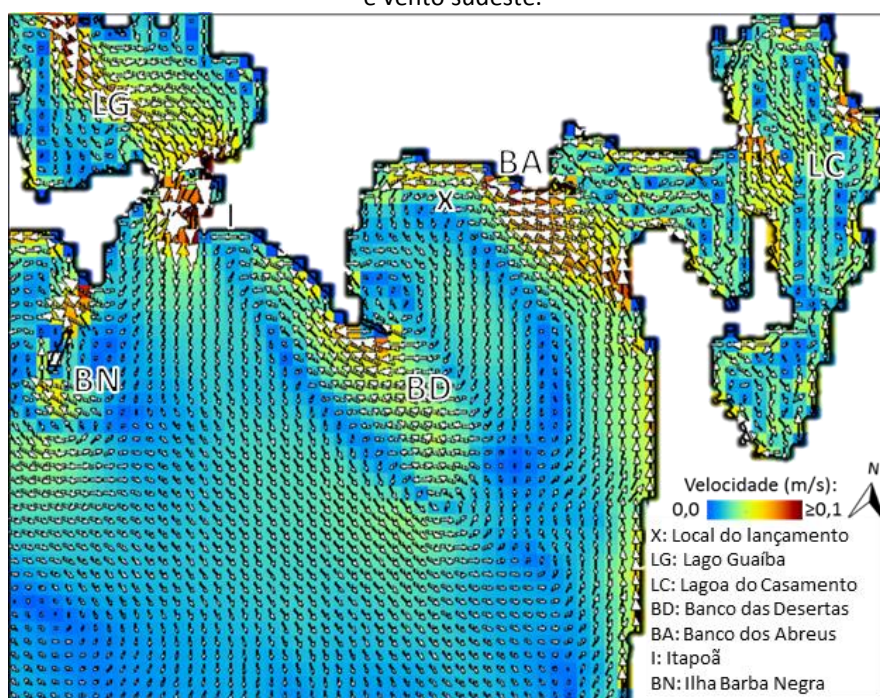 e vento sudeste.
LG
BA
LC
X
I
BN
BD
N
Velocidade (m/s):
0,0 ≥0,1
X: Local do lançamento
LG: Lago Guaíba
LC: Lagoa do Casamento
BD: Banco das Desertas
BA: Banco dos Abreus
I: Itapoã
BN: Ilha Barba Negra